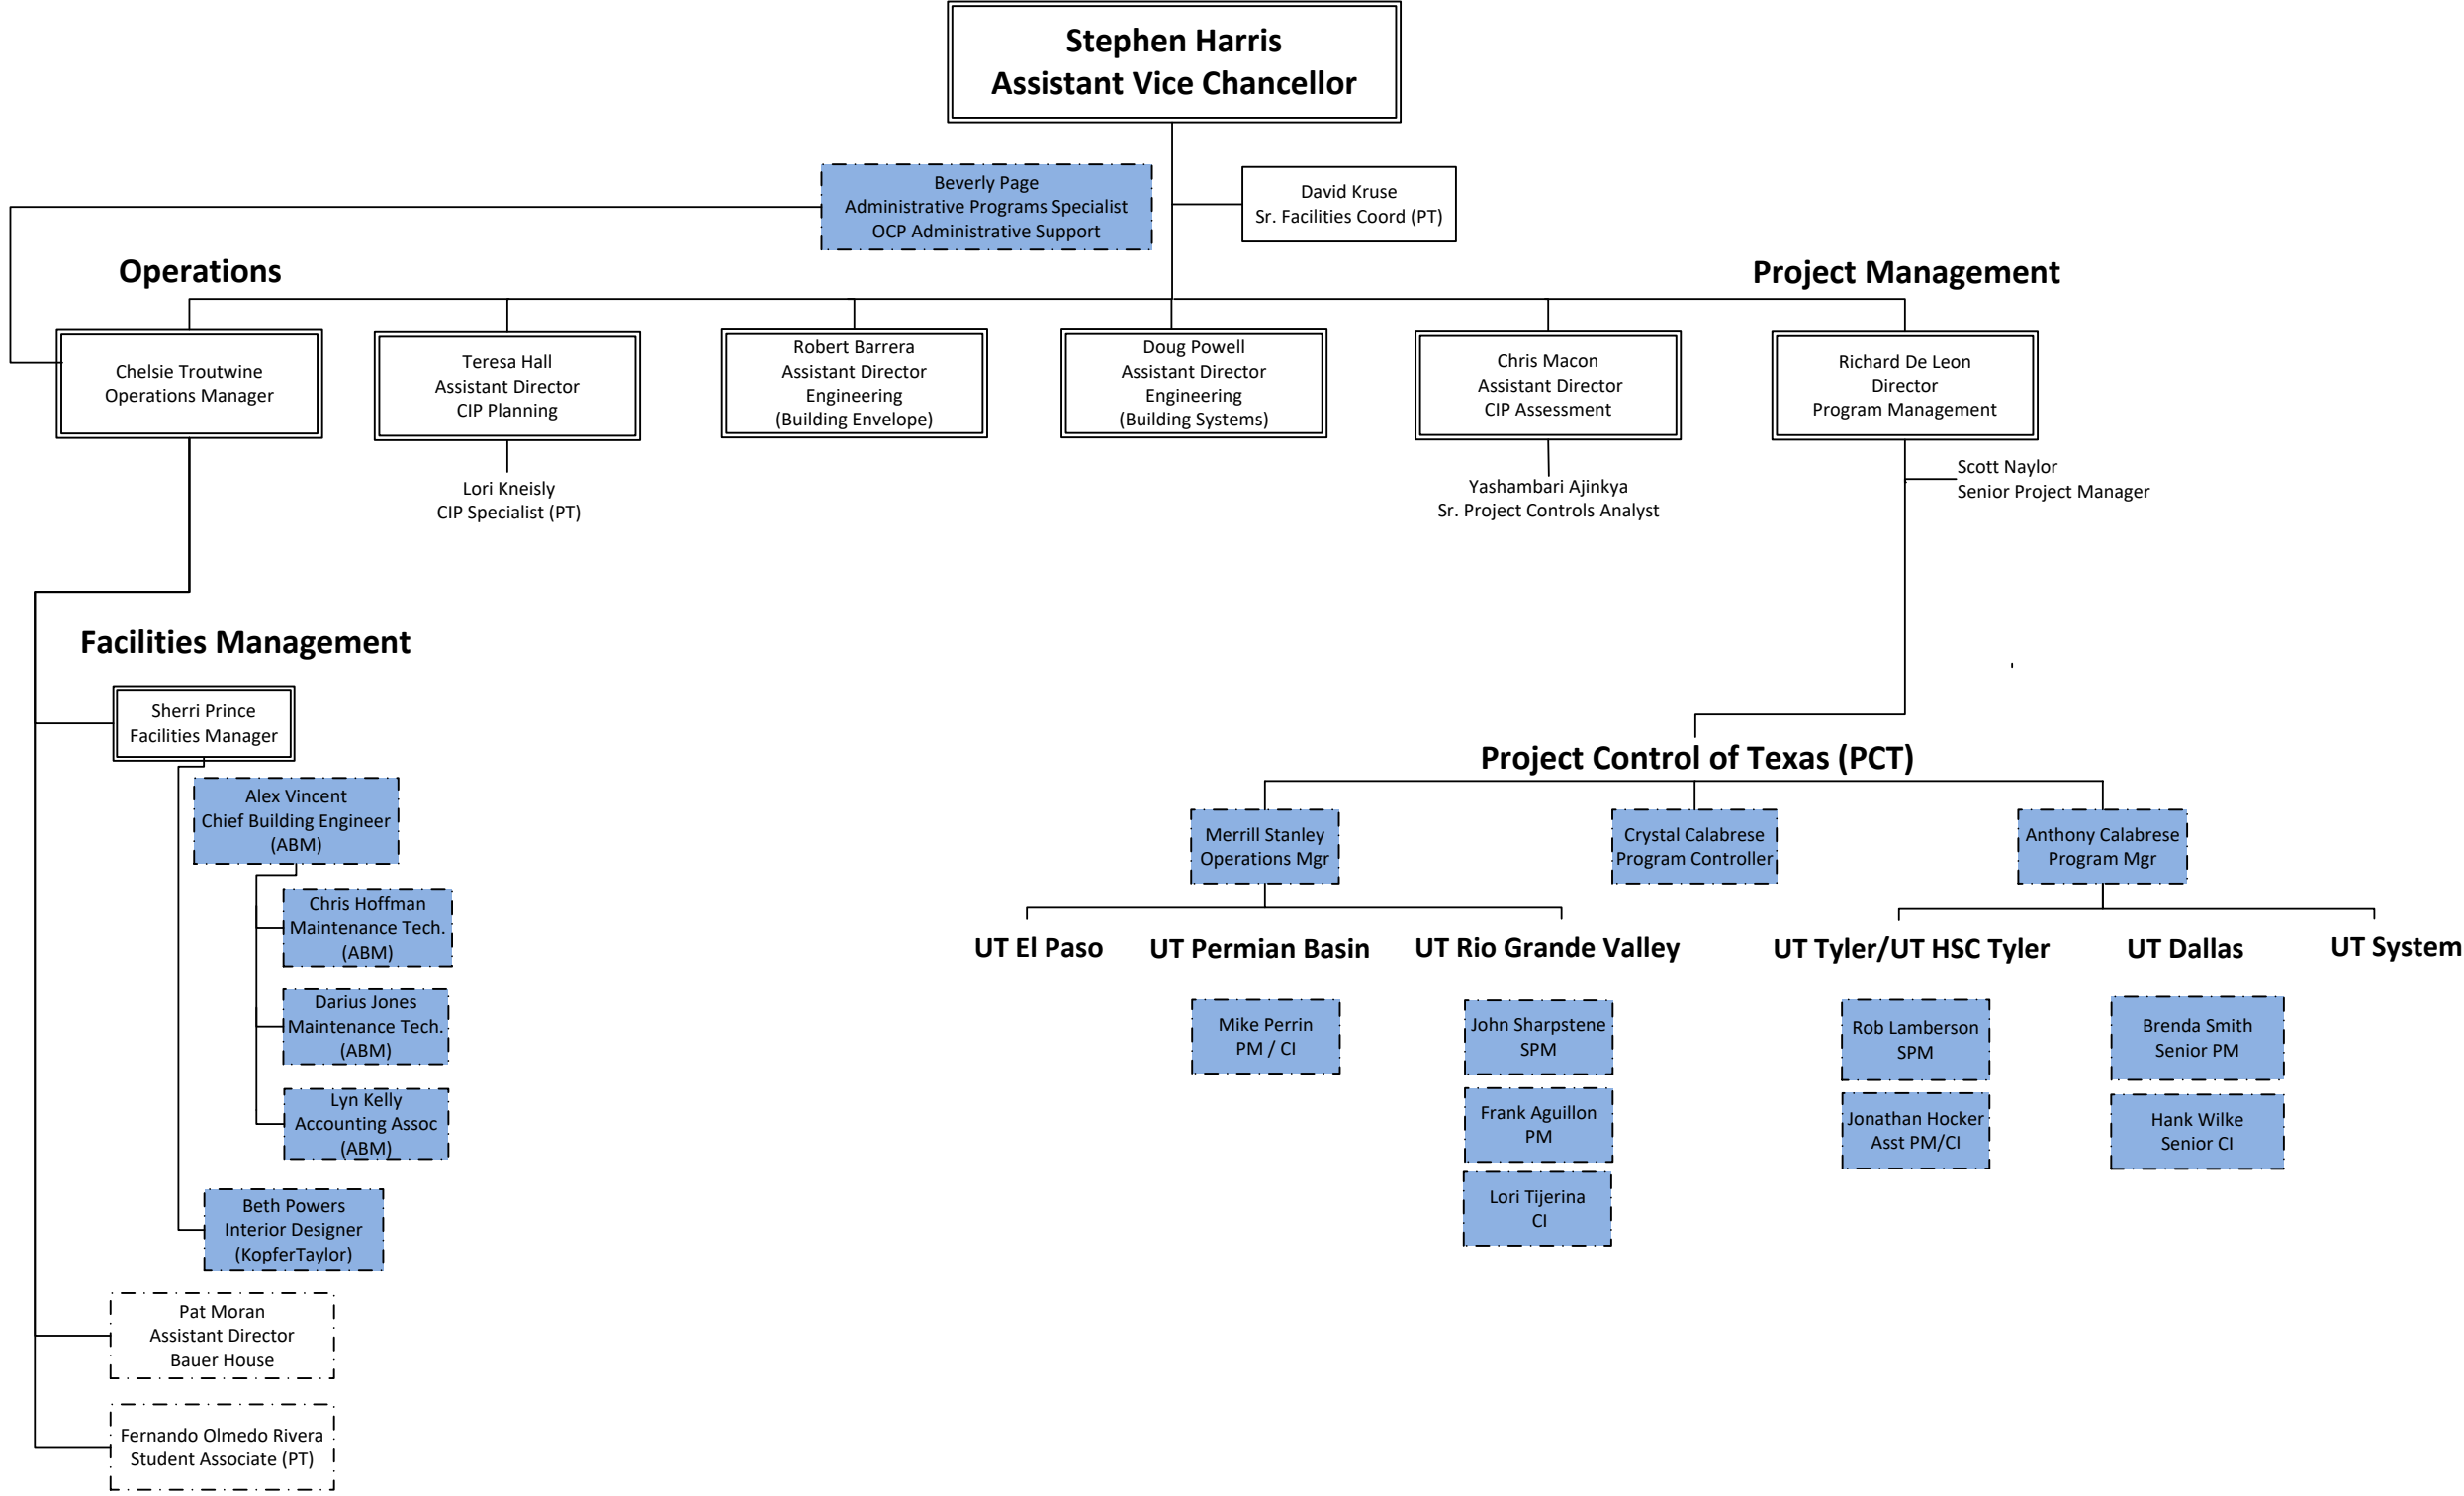 Stephen Harris
Assistant Vice Chancellor
Beverly Page
Administrative Programs Specialist
OCP Administrative Support
David Kruse
Sr. Facilities Coord (PT)
Operations
Project Management
Chelsie Troutwine
Operations Manager
Teresa Hall
Assistant Director
CIP Planning
Robert Barrera
Assistant Director
Engineering
(Building Envelope)
Doug Powell
Assistant Director
Engineering
(Building Systems)
Chris Macon
Assistant Director
CIP Assessment
Richard De Leon
Director
Program Management
Lori Kneisly
CIP Specialist (PT)
Yashambari Ajinkya
Sr. Project Controls Analyst
Scott Naylor
Senior Project Manager
Facilities Management
Sherri Prince
Facilities Manager
Alex Vincent
Chief Building Engineer
(ABM)
Chris Hoffman
Maintenance Tech.
(ABM)
Darius Jones
Maintenance Tech.
(ABM)
Lyn Kelly
Accounting Assoc
(ABM)
Beth Powers
Interior Designer
(KopferTaylor)
Pat Moran
Assistant Director
Bauer House
Fernando Olmedo Rivera
Student Associate (PT)
Project Control of Texas (PCT)
Merrill Stanley
Operations Mgr
Crystal Calabrese
Program Controller
Anthony Calabrese
Program Mgr
UT El Paso
UT Permian Basin
UT Rio Grande Valley
UT Tyler/UT HSC Tyler
UT Dallas
UT System
Mike Perrin
PM / CI
John Sharpstene
SPM
Frank Aguillon
PM
Lori Tijerina
CI
Rob Lamberson
SPM
Jonathan Hocker
Asst PM/CI
Brenda Smith
Senior PM
Hank Wilke
Senior CI